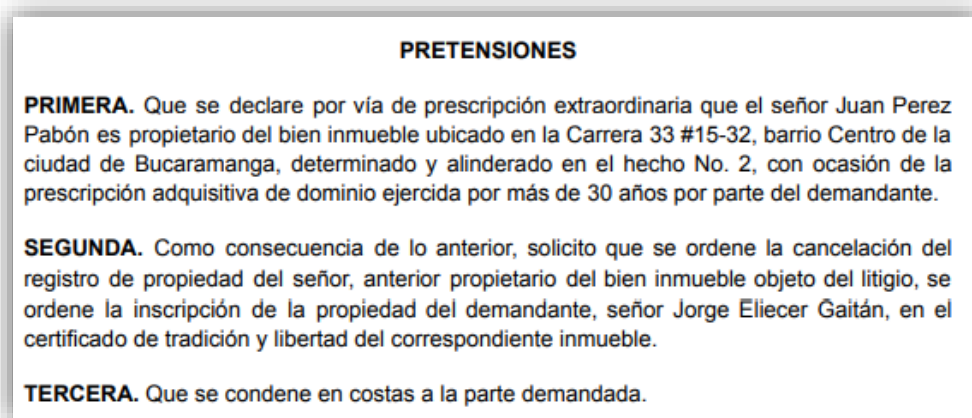 PRETENSIONES
PRIMERA. Que se declare por vía de prescripción extraordinaria que el señor Juan Perez
Pabón es propietario del bien inmueble ubicado en la Carrera 33 #15-32, barrio Centro de la
ciudad de Bucaramanga, determinado y alinderado en el hecho No. 2, con ocasión de la
prescripción adquisitiva de dominio ejercida por más de 30 años por parte del demandante.
SEGUNDA. Como consecuencia de lo anterior, solicito que se ordene la cancelación del
registro de propiedad del señor, anterior propietario del bien inmueble objeto del litigio, se
ordene la inscripción de la propiedad del demandante, señor Jorge Eliecer Gaitán, en el
certificado de tradición y libertad del correspondiente inmueble.
TERCERA. Que se condene en costas a la parte demandada.